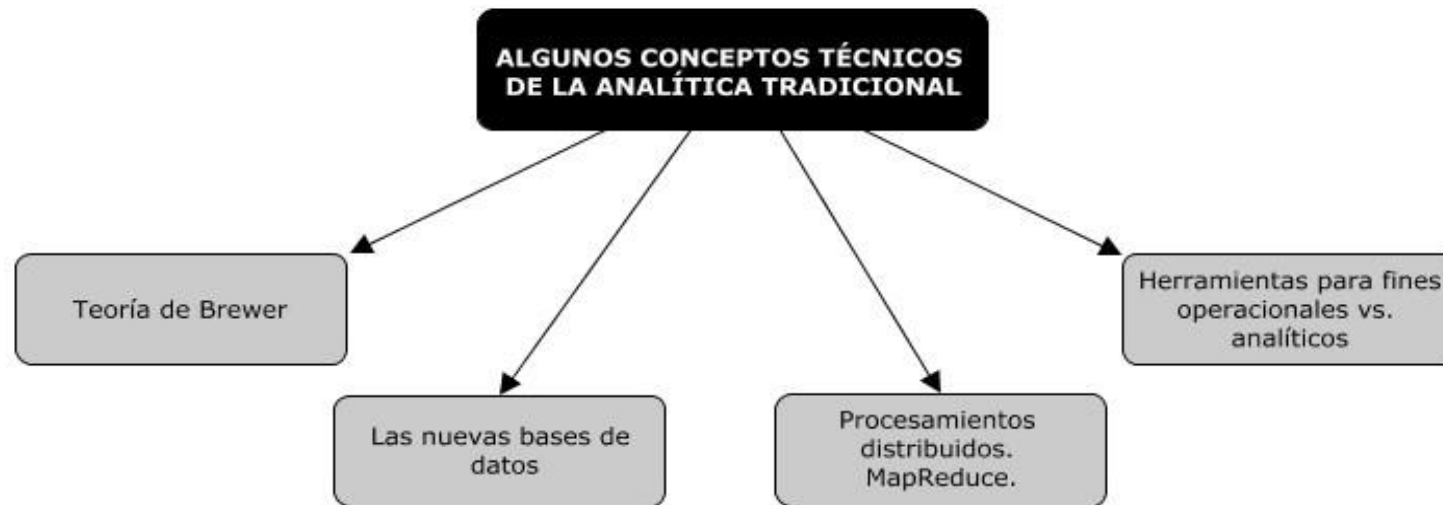 ALGUNOS CONCEPTOS TÉCNICOS
DE LA ANALÍTICA TRADICIONAL
Teoría de Brewer
Las nuevas bases de
datos
Procesamientos
distribuidos.
MapReduce.
Herramientas para fines
operacionales vs.
analíticos